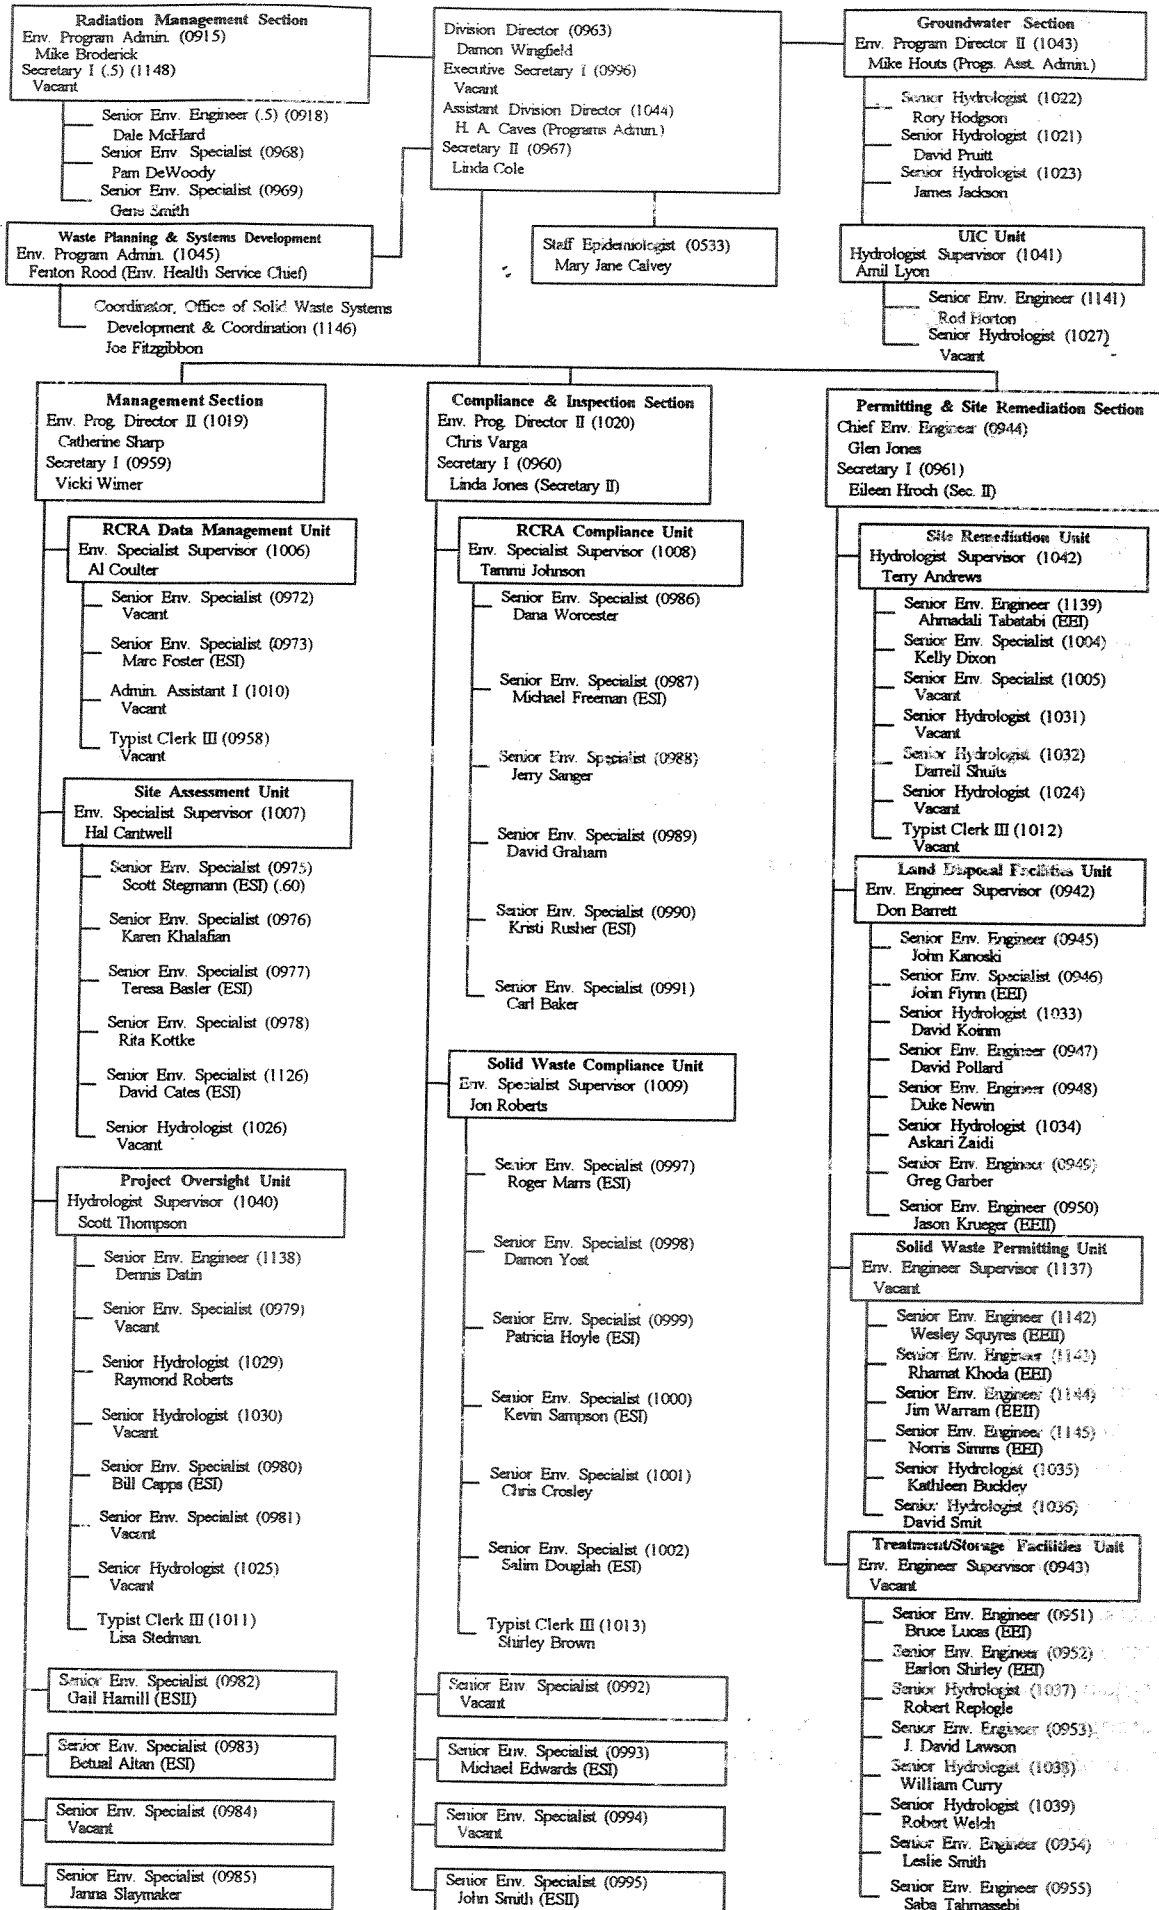 Radiation Management Section
Env. Program Admin. (0915)
Mike Broderick
Secretary I (.5) (1148)
Vacant
Senior Env. Engineer (.5) (0918)
Dale McHard
Senior Env. Specialist (0968)
Pam DeWoody
Senior Env. Specialist (0969)
Gene Smith
Waste Planning & Systems Development
Env. Program Admin. (1045)
Fenton Rood (Env. Health Service Chief)
Coordinator, Office of Solid Waste Systems
Development & Coordination (1146)
Joe Fitzgibbon
Division Director (0963)
Damon Wingfield
Executive Secretary I (0996)
Vacant
Assistant Division Director (1044)
H. A. Caves (Programs Admn.)
Secretary II (0967)
Linda Cole
Staff Epidemiologist (0533)
Mary Jane Calvey
Groundwater Section
Env. Program Director II (1043)
Mike Houts (Progs. Asst. Admin.)
Senior Hydrologist (1022)
Rory Hodgson
Senior Hydrologist (1021)
David Pruitt
Senior Hydrologist (1023)
James Jackson
UIC Unit
Hydrologist Supervisor (1041)
Amil Lyon
Senior Env. Engineer (1141)
Rod Horton
Senior Hydrologist (1027)
Vacant
Management Section
Env. Prog. Director II (1019)
Catherine Sharp
Secretary I (0959)
Vicki Wimer
RCRA Data Management Unit
Env. Specialist Supervisor (1006)
Al Coulter
Senior Env. Specialist (0972)
Vacant
Senior Env. Specialist (0973)
Marc Foster (ESI)
Admin. Assistant I (1010)
Vacant
Typist Clerk III (0958)
Vacant
Site Assessment Unit
Env. Specialist Supervisor (1007)
Hal Cantwell
Senior Env. Specialist (0975)
Scott Stegmann (ESI) (.60)
Senior Env. Specialist (0976)
Karen Khalafian
Senior Env. Specialist (0977)
Teresa Basler (ESI)
Senior Env. Specialist (0978)
Rita Kottke
Senior Env. Specialist (1126)
David Cates (ESI)
Senior Hydrologist (1026)
Vacant
Project Oversight Unit
Hydrologist Supervisor (1040)
Scott Thompson
Senior Env. Engineer (1138)
Dennis Datin
Senior Env. Specialist (0979)
Vacant
Senior Hydrologist (1029)
Raymond Roberts
Senior Hydrologist (1030)
Vacant
Senior Env. Specialist (0980)
Bill Capps (ESI)
Senior Env. Specialist (0981)
Vacant
Senior Hydrologist (1025)
Vacant
Typist Clerk III (1011)
Lisa Stedman
Senior Env. Specialist (0982)
Gail Hamill (ESII)
Senior Env. Specialist (0983)
Betual Altan (ESI)
Senior Env. Specialist (0984)
Vacant
Senior Env. Specialist (0985)
Janna Slaymaker
Compliance & Inspection Section
Env. Prog. Director II (1020)
Chris Varga
Secretary I (0960)
Linda Jones (Secretary II)
RCRA Compliance Unit
Env. Specialist Supervisor (1008)
Tammi Johnson
Senior Env. Specialist (0986)
Dana Worcester
Senior Env. Specialist (0987)
Michael Freeman (ESI)
Senior Env. Specialist (0988)
Jerry Sanger
Senior Env. Specialist (0989)
David Graham
Senior Env. Specialist (0990)
Kristi Rusher (ESI)
Senior Env. Specialist (0991)
Carl Baker
Solid Waste Compliance Unit
Env. Specialist Supervisor (1009)
Jon Roberts
Senior Env. Specialist (0997)
Roger Marrs (ESI)
Senior Env. Specialist (0998)
Damon Yost
Senior Env. Specialist (0999)
Patricia Hoyle (ESI)
Senior Env. Specialist (1000)
Kevin Sampson (ESI)
Senior Env. Specialist (1001)
Chris Crosley
Senior Env. Specialist (1002)
Salim Douglah (ESI)
Typist Clerk III (1013)
Shirley Brown
Senior Env. Specialist (0992)
Vacant
Senior Env. Specialist (0993)
Michael Edwards (ESI)
Senior Env. Specialist (0994)
Vacant
Senior Env. Specialist (0995)
John Smith (ESII)
Permitting & Site Remediation Section
Chief Env. Engineer (0944)
Glen Jones
Secretary I (0961)
Eileen Hroch (Sec. II)
Site Remediation Unit
Hydrologist Supervisor (1042)
Terry Andrews
Senior Env. Engineer (1139)
Ahmadali Tabatabi (EEI)
Senior Env. Specialist (1004)
Kelly Dixon
Senior Env. Specialist (1005)
Vacant
Senior Hydrologist (1031)
Vacant
Senior Hydrologist (1032)
Darrell Shults
Senior Hydrologist (1024)
Vacant
Typist Clerk III (1012)
Vacant
Land Disposal Facilities Unit
Env. Engineer Supervisor (0942)
Don Barrett
Senior Env. Engineer (0945)
John Kanoski
Senior Env. Specialist (0946)
John Flynn (EEI)
Senior Hydrologist (1033)
David
Senior Env. Engineer (0947)
David Pollard
Senior Env. Engineer (0948)
Duke Newin
Senior Hydrologist (1034)
Askari Zaidi
Senior Env. Engineer (0949)
Greg Garber
Senior Env. Engineer (0950)
Jason Krueger (EEII)
Solid Waste Permitting Unit
Env. Engineer Supervisor (1137)
Vacant
Senior Env. Engineer (1142)
Wesley Squyres (EEII)
Senior Env. Engineer (1143)
Rhamat Khoda (EEI)
Senior Env. Engineer (1144)
Jim Warram (EEII)
Senior Env. Engineer (1145)
Norris Simms (EEI)
Senior Hydrologist (1035)
Kathleen Buckley
Senior Hydrologist (1036)
David Smit
Treatment/Storage Facilities Unit
Env. Engineer Supervisor (0943)
Vacant
Senior Env. Engineer (0951)
Bruce Lucas (EEI)
Senior Env. Engineer (0952)
Earlon Shirley (EEI)
Senior Hydrologist (1037)
Robert Replogle
Senior Env. Engineer (0953)
J. David Lawson
Senior Hydrologist (1038)
William Curry
Senior Hydrologist (1039)
Robert Welch
Senior Env. Engineer (0954)
Leslie Smith
Senior Env. Engineer (0955)
Saba Tahmassebi